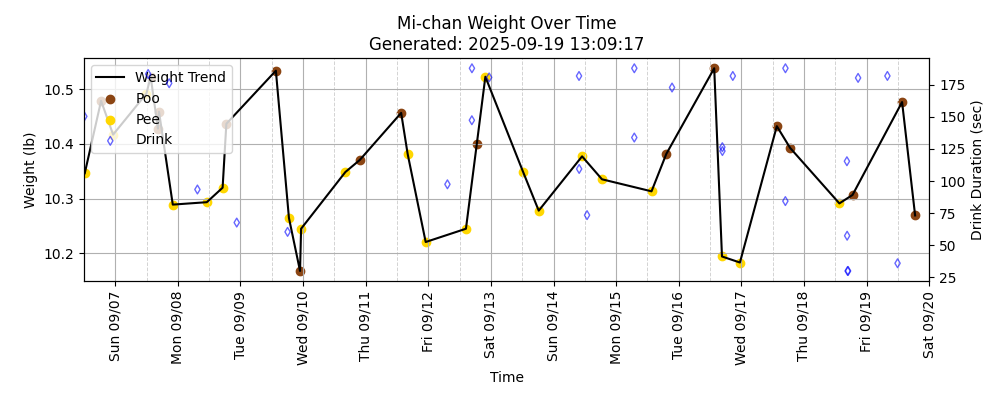 Mi-chan Weight Over Time
Generated: 2025-09-19 13:09:17
Weight (lb)
10.5
10.4
10.3
10.2
Weight Trend
Poo
Pee
Drink
175
150
125
100
75
50
25
Drink Duration (sec)
Sun 09/07
Mon 09/08
Tue 09/09
Wed 09/10
Thu 09/11
Fri 09/12
Sat 09/13
Sun 09/14
Mon 09/15
Tue 09/16
Wed 09/17
Thu 09/18
Fri 09/19
Sat 09/20
Time